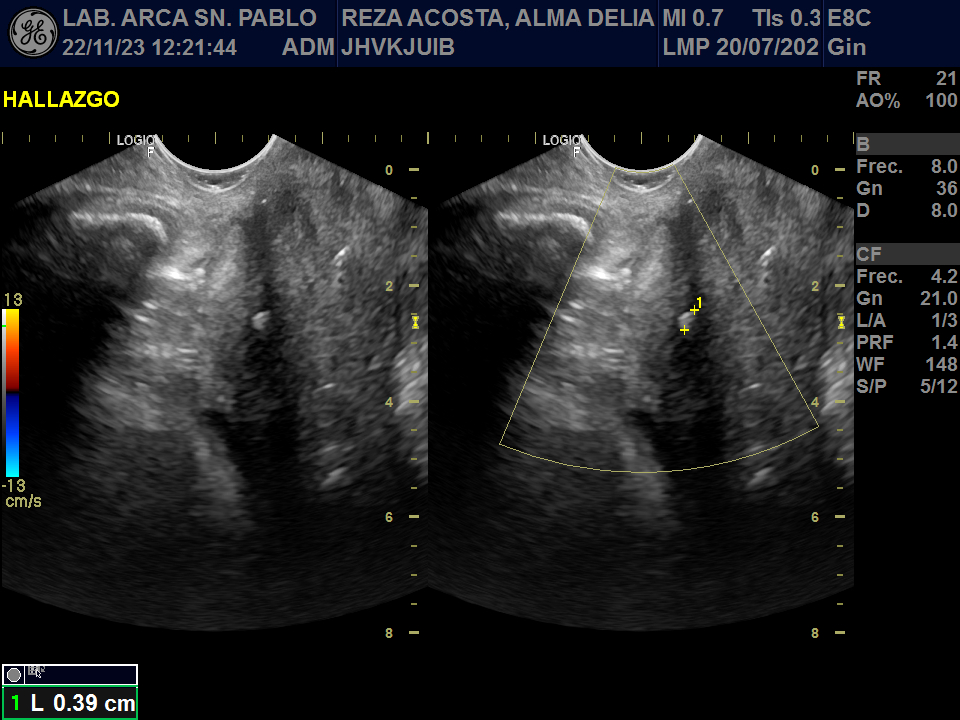 LAB. ARCA SN. PABLO
REZA ACOSTA, ALMA DELIA
MI 0.7 TIs 0.3
E8C
22/11/23 12:21:44 ADM
JHVKJUIB
LMP 20/07/202
Gin
HALLAZGO
FR 21
AO% 100
B
Frec. 8.0
Gn 36
D 8.0
CF
Frec. 4.2
Gn 21.0
L/A 1/3
PRF 1.4
WF 148
S/P 5/12
LOGIQ
F
0
2
4
6
8
LOGIQ
F
0
2
4
6
8
1
13
-13
cm/s
1 L 0.39 cm